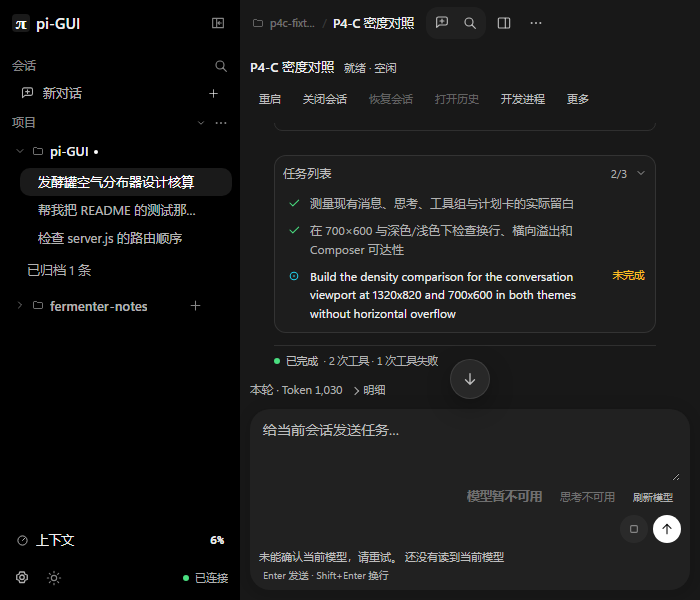 π pi-GUI
会话
新对话
项目
pi-GUI
发酵罐空气分布器设计核算
帮我把 README 的测试那...
检查 server.js 的路由顺序
已归档 1 条
fermenter-notes
上下文 6%
已连接
p4c-fixt... / P4-C 密度对照
P4-C 密度对照 就绪 · 空闲
重启 关闭会话 恢复会话 打开历史 开发进程 更多
任务列表 2/3
测量现有消息、思考、工具组与计划卡的实际留白
在 700×600 与深色/浅色下检查换行、横向溢出和
Composer 可达性
Build the density comparison for the conversation 未完成
viewport at 1320x820 and 700x600 in both themes
without horizontal overflow
已完成 · 2 次工具 · 1 次工具失败
本轮 · Token 1,030 明细
给当前会话发送任务...
模型暂不可用 思考不可用 刷新模型
未能确认当前模型，请重试。 还没有读到当前模型
Enter 发送 · Shift+Enter 换行